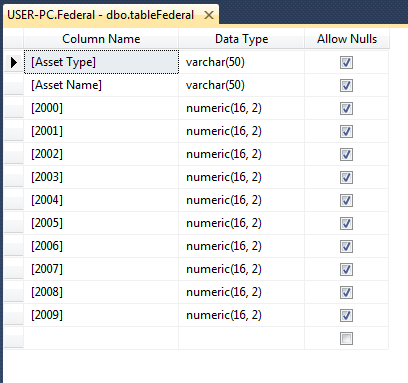 USER-PC.Federal - dbo.tableFederal
Column Name Data Type Allow Nulls
[Asset Type] varchar(50)
[Asset Name] varchar(50)
[2000] numeric(16, 2)
[2001] numeric(16, 2)
[2002] numeric(16, 2)
[2003] numeric(16, 2)
[2004] numeric(16, 2)
[2005] numeric(16, 2)
[2006] numeric(16, 2)
[2007] numeric(16, 2)
[2008] numeric(16, 2)
[2009] numeric(16, 2)